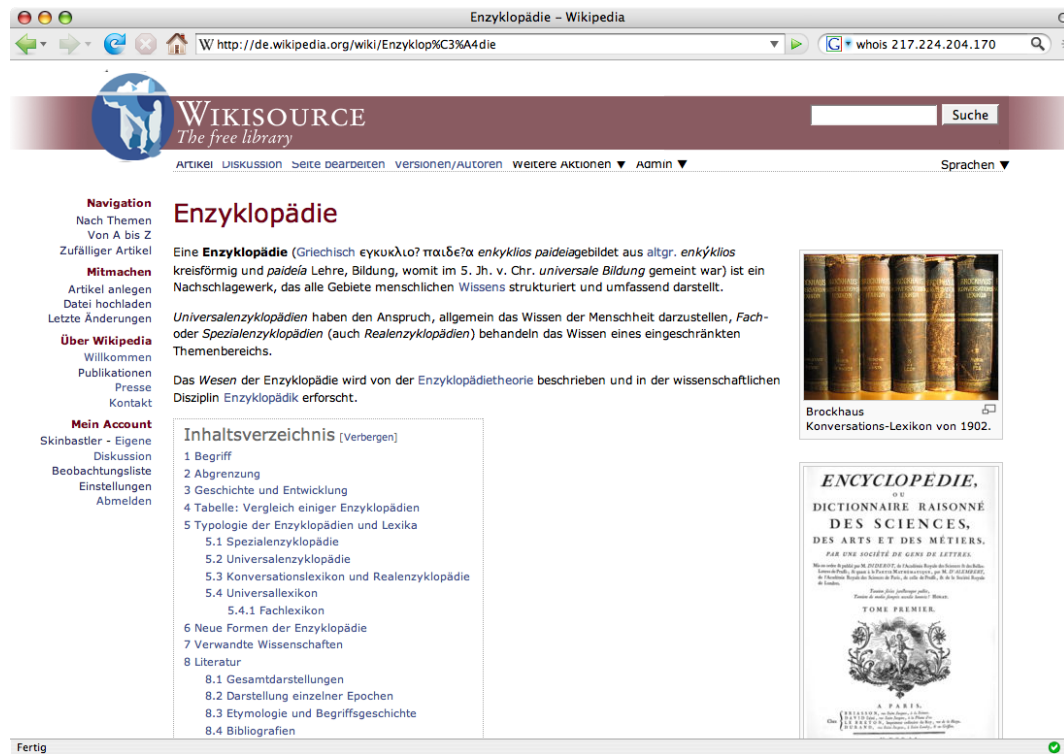 Enzyklopädie – Wikipedia
http://de.wikipedia.org/wiki/Enzyklop%C3%A4die
whois 217.224.204.170
WIKISOURCE
The free library
Suche
Artikel Diskussion Seite bearbeiten Versionen/Autoren Weitere Aktionen ▼ Admin ▼
Sprachen ▼
Navigation
Nach Themen
Von A bis Z
Zufälliger Artikel
Mitmachen
Artikel anlegen
Datei hochladen
Letzte Änderungen
Über Wikipedia
Willkommen
Publikationen
Presse
Kontakt
Mein Account
Skinbastler - Eigene
Diskussion
Beobachtungsliste
Einstellungen
Abmelden
Enzyklopädie
Eine Enzyklopädie (Griechisch εγκυκλιο? παιδε?α enkyklios paideiagebildet aus altgr. enkýklios
kreisförmig und paideía Lehre, Bildung, womit im 5. Jh. v. Chr. universale Bildung gemeint war) ist ein
Nachschlagewerk, das alle Gebiete menschlichen Wissens strukturiert und umfassend darstellt.
Universalenzyklopädien haben den Anspruch, allgemein das Wissen der Menschheit darzustellen, Fach-
oder Spezialenzyklopädien (auch Realenzyklopädien) behandeln das Wissen eines eingeschränkten
Themenbereichs.
Das Wesen der Enzyklopädie wird von der Enzyklopädietheorie beschrieben und in der wissenschaftlichen
Disziplin Enzyklopädik erforscht.
Inhaltsverzeichnis [Verbergen]
1 Begriff
2 Abgrenzung
3 Geschichte und Entwicklung
4 Tabelle: Vergleich einiger Enzyklopädien
5 Typologie der Enzyklopädien und Lexika
5.1 Spezialenzyklopädie
5.2 Universalenzyklopädie
5.3 Konversationslexikon und Realenzyklopädie
5.4 Universallexikon
5.4.1 Fachlexikon
6 Neue Formen der Enzyklopädie
7 Verwandte Wissenschaften
8 Literatur
8.1 Gesamtdarstellungen
8.2 Darstellung einzelner Epochen
8.3 Etymologie und Begriffsgeschichte
8.4 Bibliografien
Brockhaus
Konversations-Lexikon von 1902.
ENCYCLOPEDIE,
OU
DICTIONNAIRE RAISONNÉ
DES SCIENCES,
DES ARTS ET DES MÉTIERS,
PAR UNE SOCIÉTÉ DE GENS DE LETTRES.
TOME PREMIER.
A PARIS,
Fertig